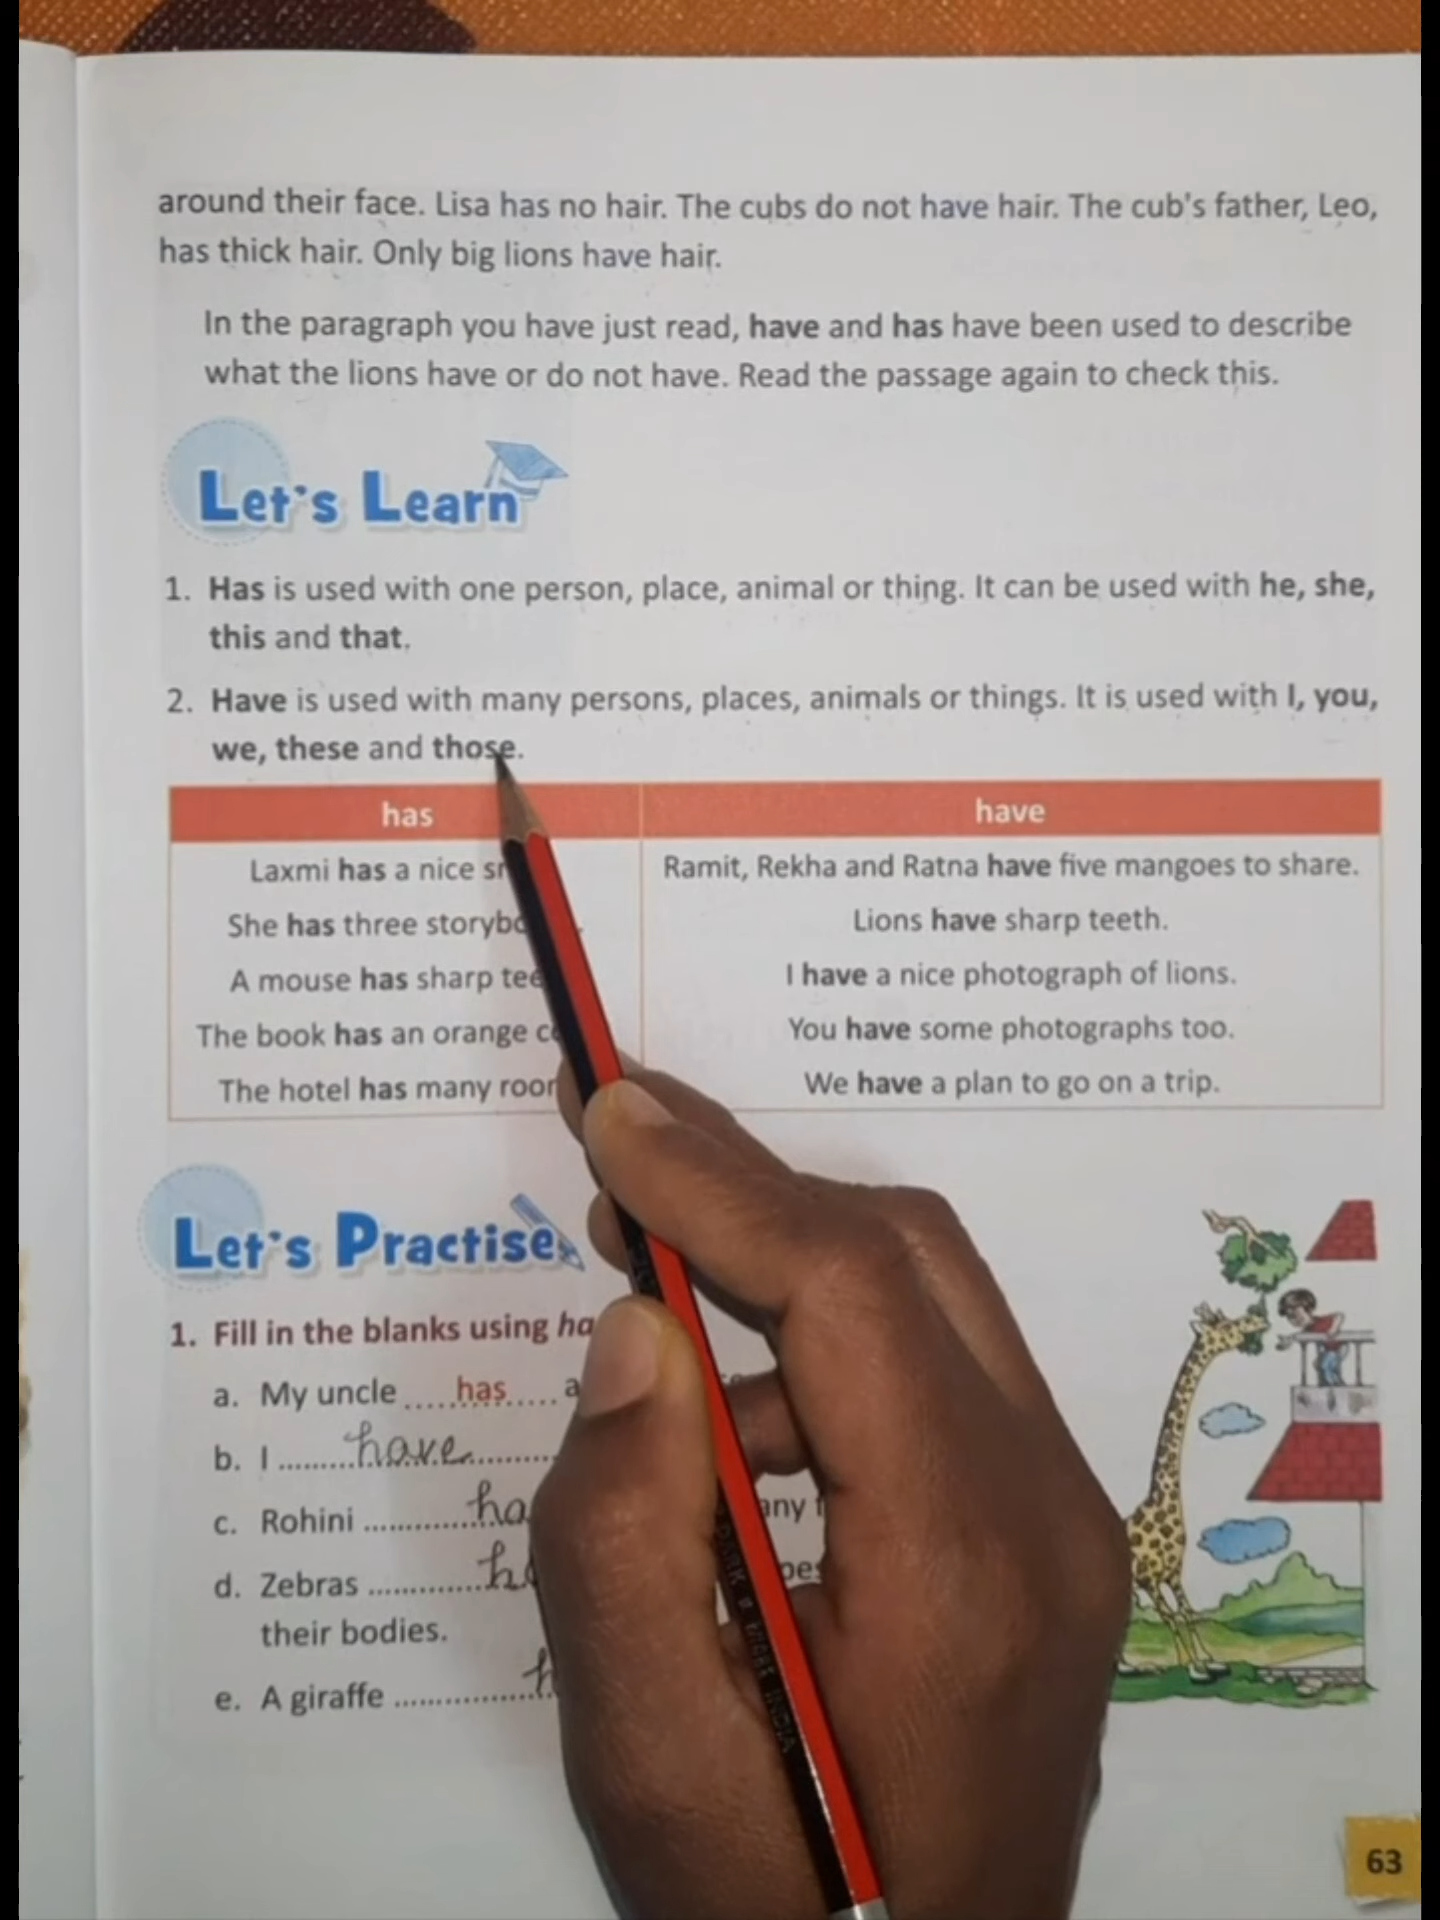 around their face. Lisa has no hair. The cubs do not have hair. The cub's father, Leo,
has thick hair. Only big lions have hair.
In the paragraph you have just read, have and has have been used to describe
what the lions have or do not have. Read the passage again to check this.
Let's Learn
1. Has is used with one person, place, animal or thing. It can be used with he, she,
this and that.
2. Have is used with many persons, places, animals or things. It is used with I, you,
we, these and those.
has have
Laxmi has a nice Ramit, Rekha and Ratna have five mangoes to share.
She has three Lions have sharp teeth.
A mouse has sharp I have a nice photograph of lions.
The book has an orange You have some photographs too.
The hotel has many We have a plan to go on a trip.
Let's Practise
1. Fill in the blanks using
a. My uncle ....has....
b. I ........have...........
c. Rohini ..............
d. Zebras ..............
their bodies.
e. A giraffe ..................
63